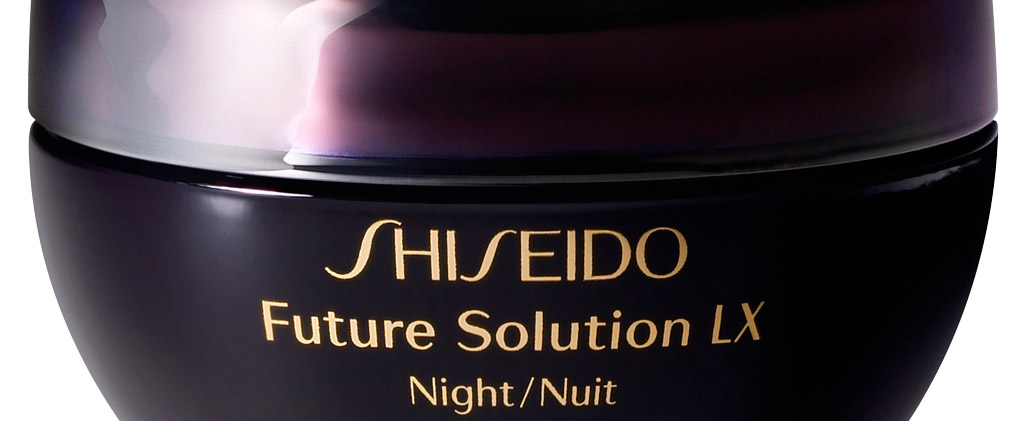 SHISEIDO
Future Solution LX
Night/Nuit